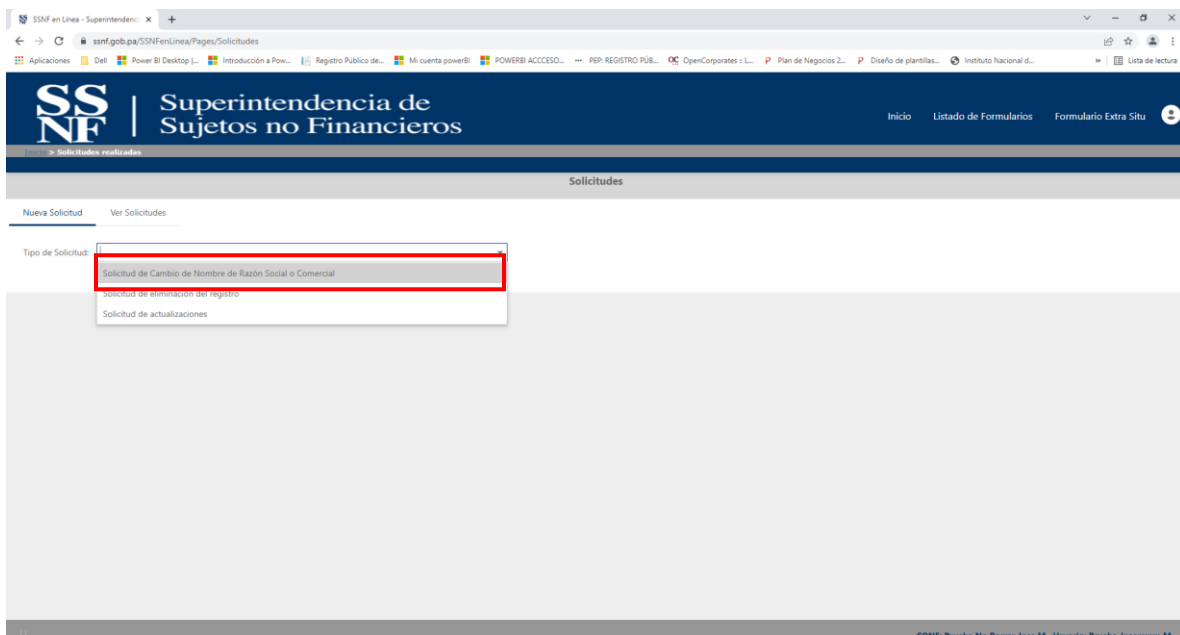 SSNF en Línea - Superintendenci
ssnf.gob.pa/SSNFenLinea/Pages/Solicitudes
Aplicaciones Dell Power BI Desktop |... Introducción a Pow... Registro Público de... Mi cuenta powerBI POWERBI ACCCESO... PEP: REGISTRO PÚB... OpenCorporates : L... Plan de Negocios 2... Diseño de plantillas... Instituto Nacional d... » Lista de lectura
SS NF | Superintendencia de
Sujetos no Financieros
Inicio Listado de Formularios Formulario Extra Situ
Inicio > Solicitudes realizadas
Solicitudes
Nueva Solicitud Ver Solicitudes
Tipo de Solicitud:
Solicitud de Cambio de Nombre de Razón Social o Comercial
Solicitud de eliminación del registro
Solicitud de actualizaciones